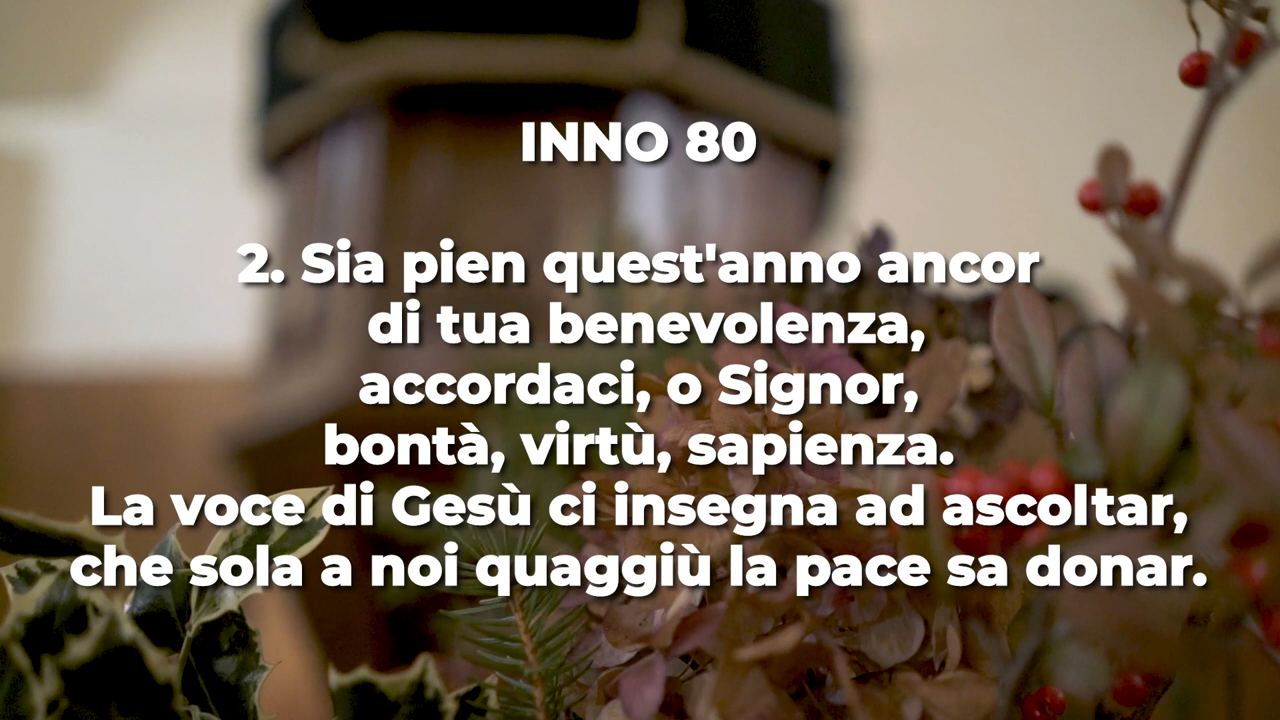 INNO 80
2. Sia pien quest'anno ancor
di tua benevolenza,
accordaci, o Signor,
bontà, virtù, sapienza.
La voce di Gesù ci insegna ad ascoltar,
che sola a noi quaggiù la pace sa donar.